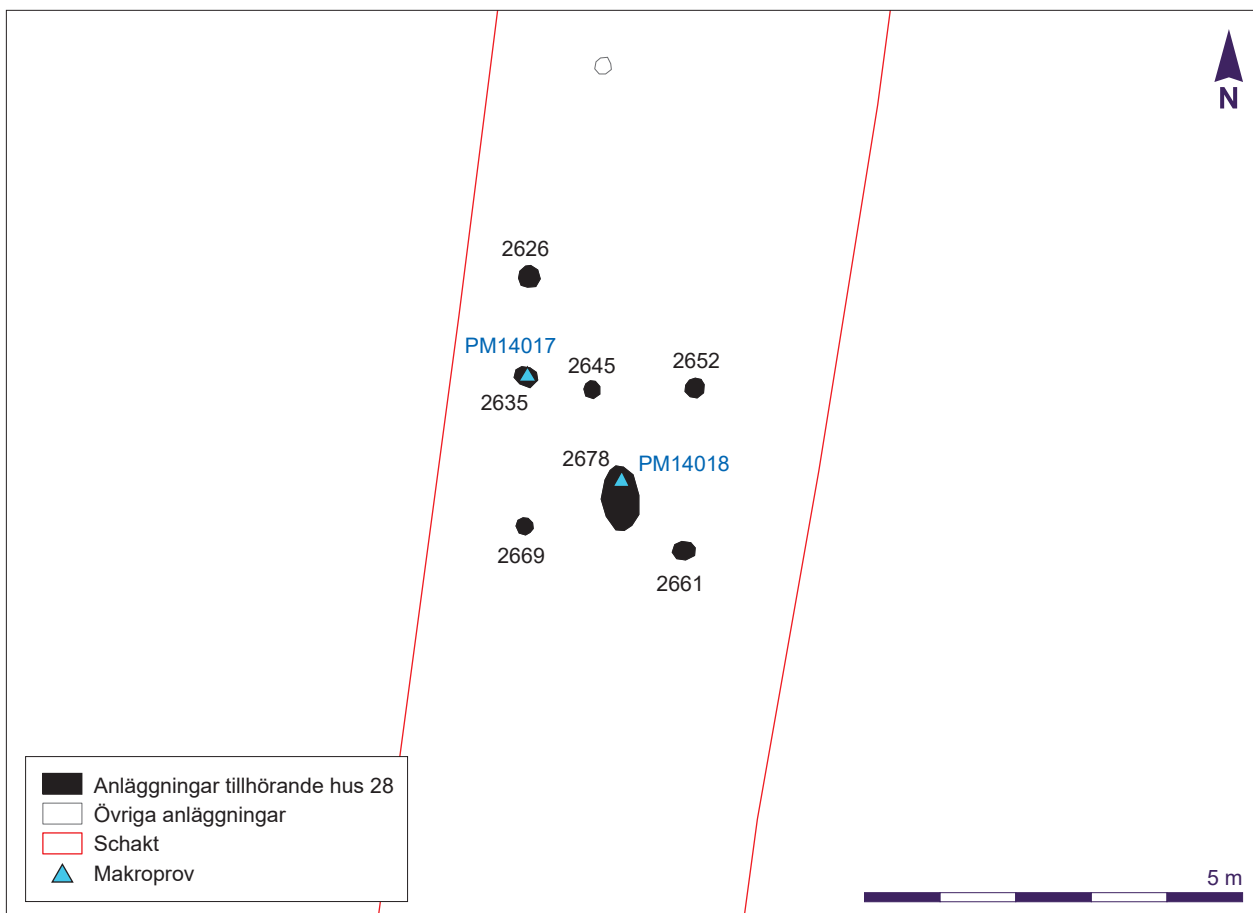 N
2626
PM14017
2645
2652
2635
2678
PM14018
2669
2661
Anläggningar tillhörande hus 28
Övriga anläggningar
Schakt
Makroprov
5 m